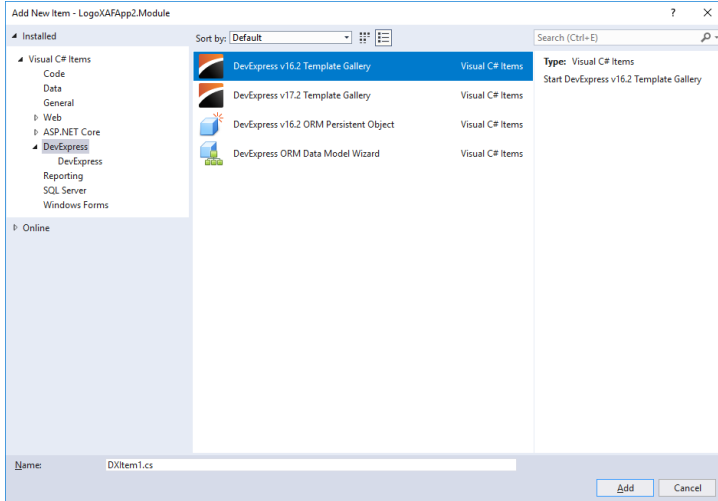 Add New Item - LogoXAFApp2.Module
Installed
Sort by: Default
Search (Ctrl+E)
Visual C# Items
Code
Data
General
Web
ASP.NET Core
DevExpress
DevExpress
Reporting
SQL Server
Windows Forms
Online
DevExpress v16.2 Template Gallery Visual C# Items
DevExpress v17.2 Template Gallery Visual C# Items
DevExpress v16.2 ORM Persistent Object Visual C# Items
DevExpress ORM Data Model Wizard Visual C# Items
Type: Visual C# Items
Start DevExpress v16.2 Template Gallery
Name: DXItem1.cs
Add Cancel